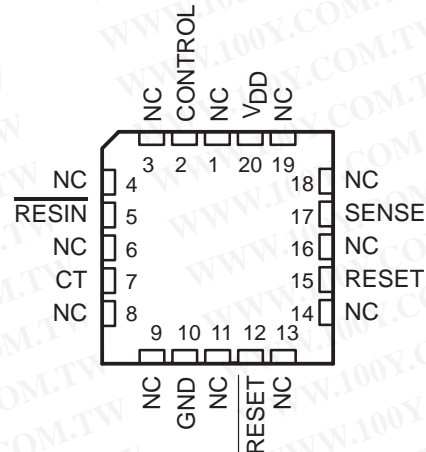 NC
CONTROL
NC
VDD
NC
3 2 1 20 19
NC 4
RESIN 5
NC 6
CT 7
NC 8
18 NC
17 SENSE
16 NC
15 RESET
14 NC
9 10 11 12 13
NC
GND
NC
RESET
NC
WWW.100Y.COM.TW